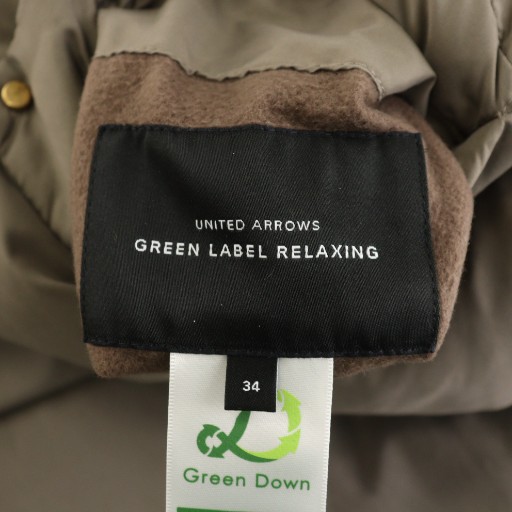 UNITED ARROWS
GREEN LABEL RELAXING
34
Green Down